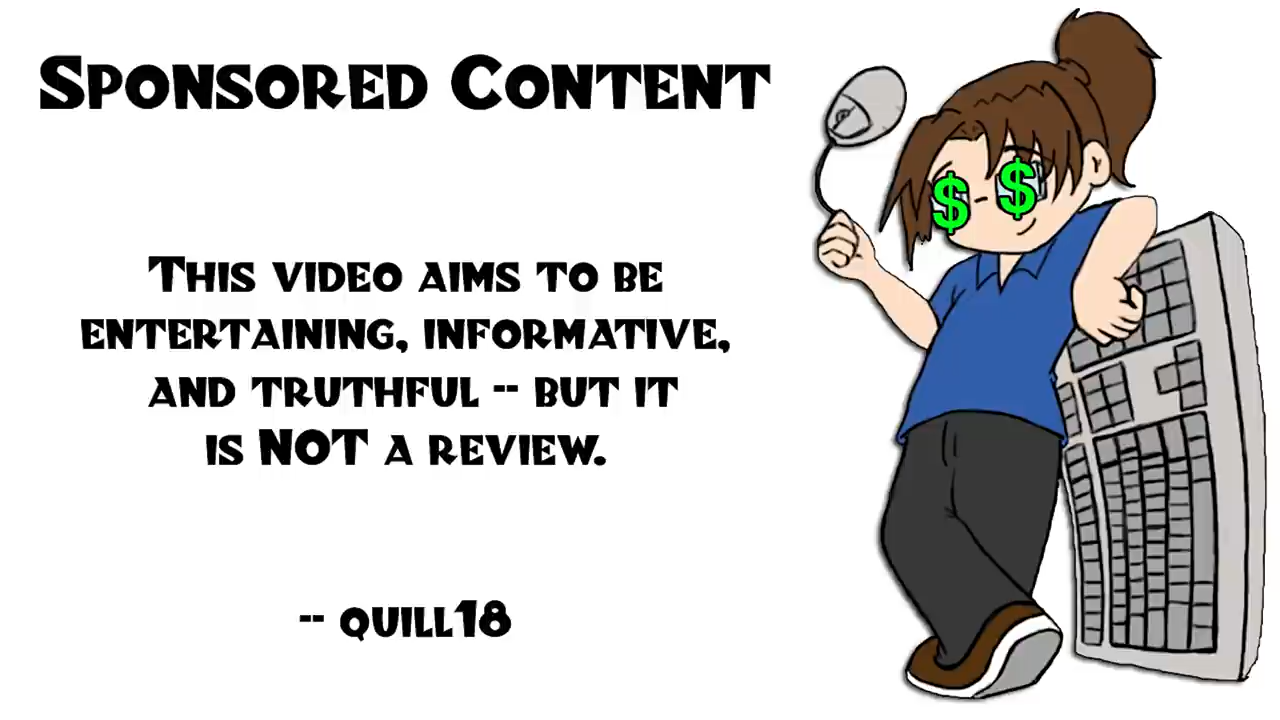 Sponsored Content
This video aims to be
entertaining, informative,
and truthful -- but it
is NOT a review.
-- quill18
$ $